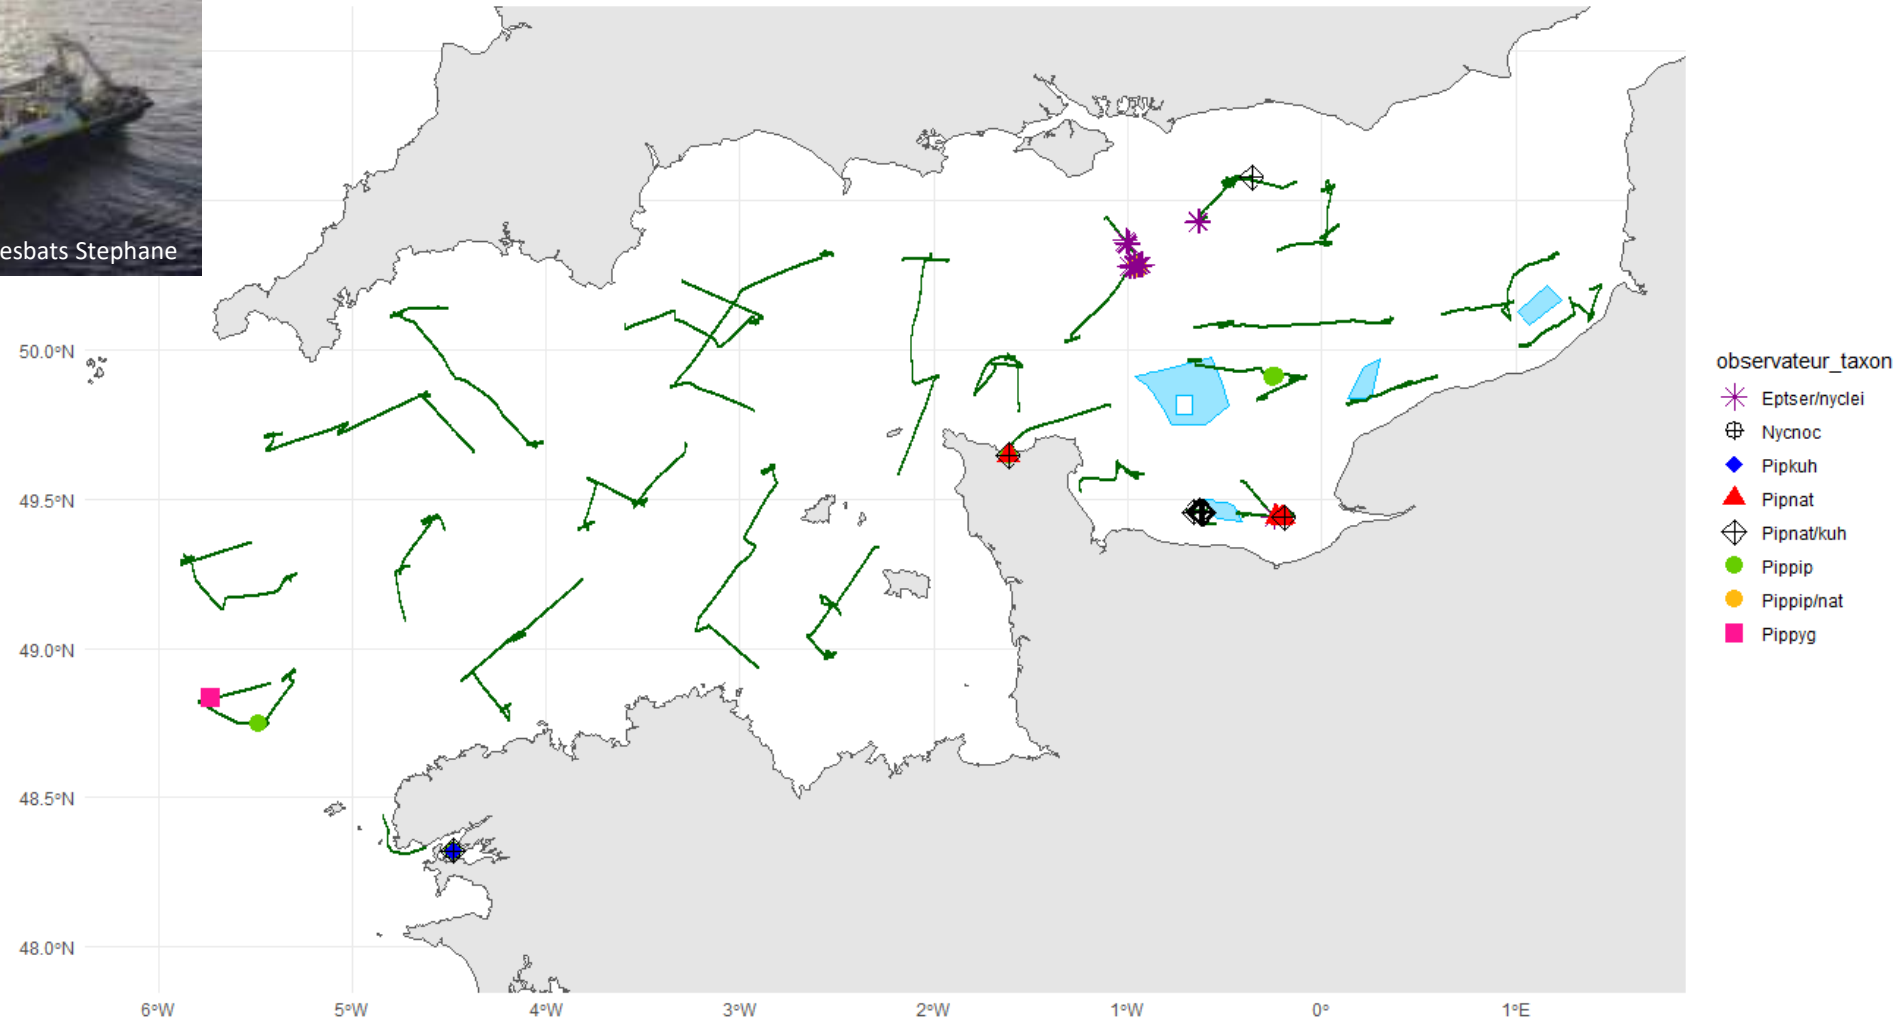 esbats Stephane
50.0°N
49.5°N
49.0°N
48.5°N
48.0°N
6°W 5°W 4°W 3°W 2°W 1°W 0° 1°E
observateur_taxon
Eptser/nyclei
Nycnoc
Pipkuh
Pipnat
Pipnat/kuh
Pippip
Pippip/nat
Pippyg